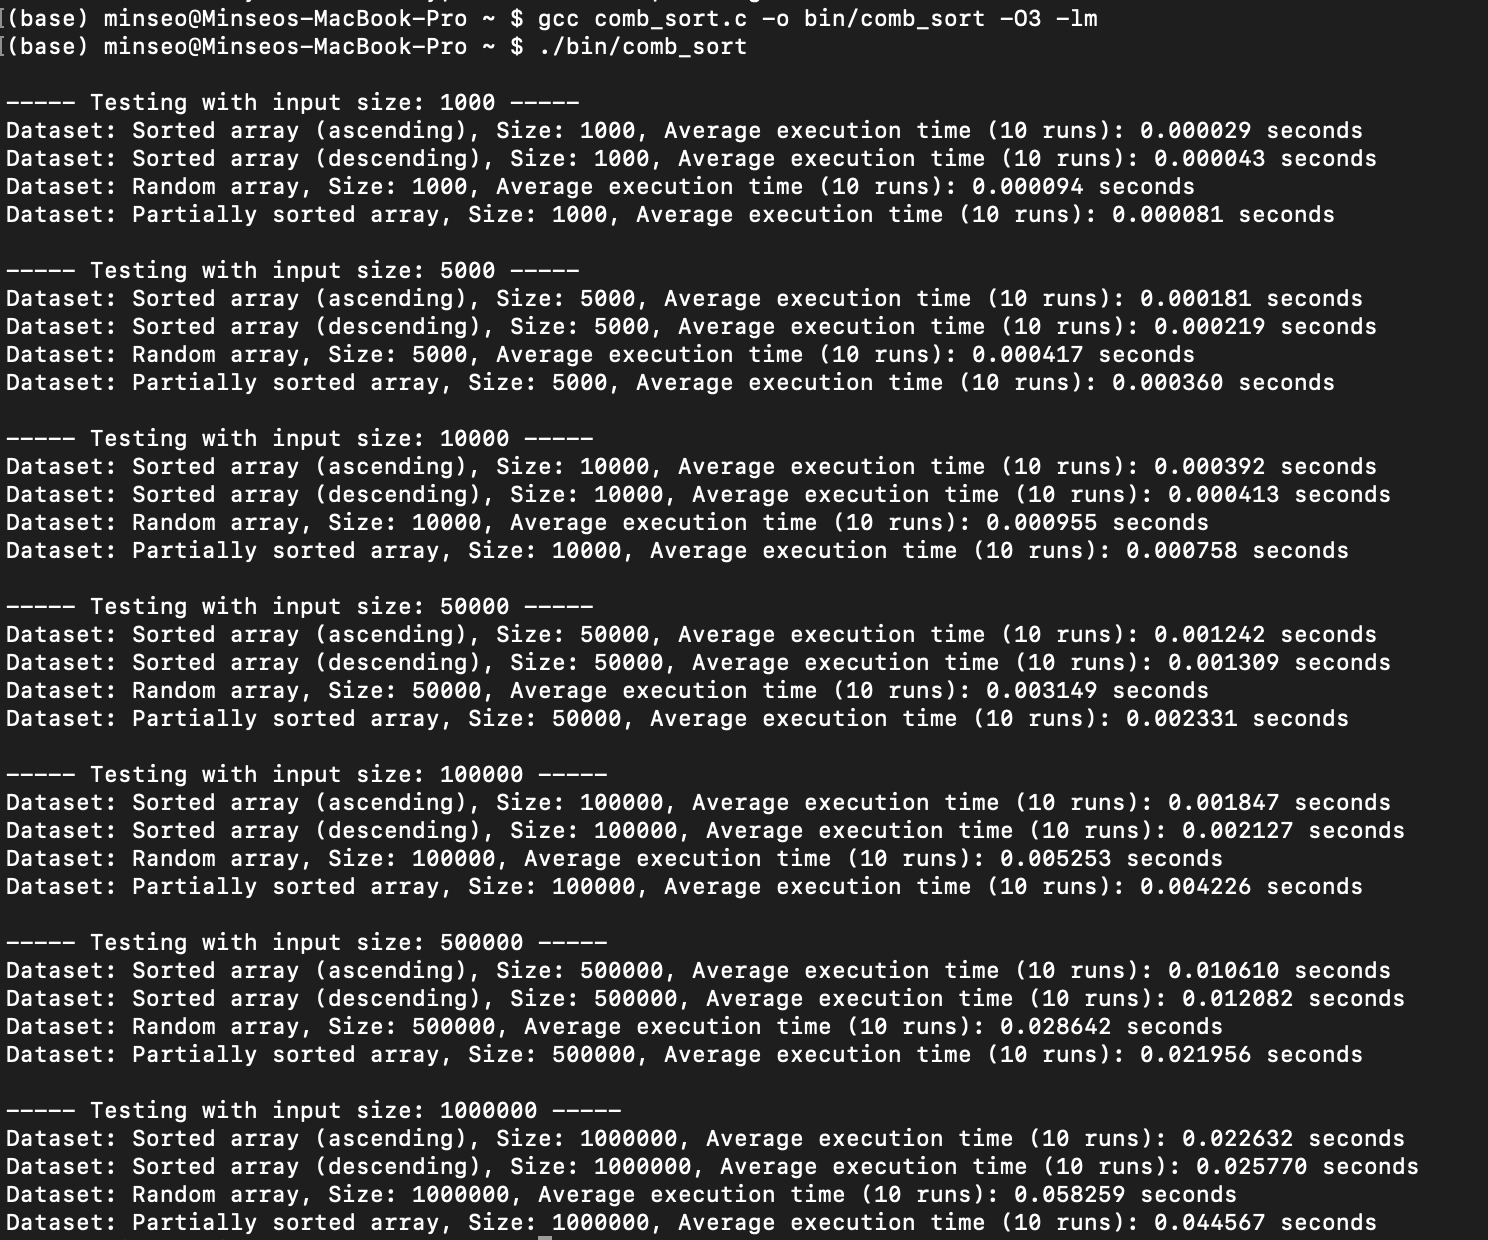 (base) minseo@Minseos-MacBook-Pro ~ $ gcc comb_sort.c -o bin/comb_sort -O3 -lm
(base) minseo@Minseos-MacBook-Pro ~ $ ./bin/comb_sort
----- Testing with input size: 1000 -----
Dataset: Sorted array (ascending), Size: 1000, Average execution time (10 runs): 0.000029 seconds
Dataset: Sorted array (descending), Size: 1000, Average execution time (10 runs): 0.000043 seconds
Dataset: Random array, Size: 1000, Average execution time (10 runs): 0.000094 seconds
Dataset: Partially sorted array, Size: 1000, Average execution time (10 runs): 0.000081 seconds
----- Testing with input size: 5000 -----
Dataset: Sorted array (ascending), Size: 5000, Average execution time (10 runs): 0.000181 seconds
Dataset: Sorted array (descending), Size: 5000, Average execution time (10 runs): 0.000219 seconds
Dataset: Random array, Size: 5000, Average execution time (10 runs): 0.000417 seconds
Dataset: Partially sorted array, Size: 5000, Average execution time (10 runs): 0.000360 seconds
----- Testing with input size: 10000 -----
Dataset: Sorted array (ascending), Size: 10000, Average execution time (10 runs): 0.000392 seconds
Dataset: Sorted array (descending), Size: 10000, Average execution time (10 runs): 0.000413 seconds
Dataset: Random array, Size: 10000, Average execution time (10 runs): 0.000955 seconds
Dataset: Partially sorted array, Size: 10000, Average execution time (10 runs): 0.000758 seconds
----- Testing with input size: 50000 -----
Dataset: Sorted array (ascending), Size: 50000, Average execution time (10 runs): 0.001242 seconds
Dataset: Sorted array (descending), Size: 50000, Average execution time (10 runs): 0.001309 seconds
Dataset: Random array, Size: 50000, Average execution time (10 runs): 0.003149 seconds
Dataset: Partially sorted array, Size: 50000, Average execution time (10 runs): 0.002331 seconds
----- Testing with input size: 100000 -----
Dataset: Sorted array (ascending), Size: 100000, Average execution time (10 runs): 0.001847 seconds
Dataset: Sorted array (descending), Size: 100000, Average execution time (10 runs): 0.002127 seconds
Dataset: Random array, Size: 100000, Average execution time (10 runs): 0.005253 seconds
Dataset: Partially sorted array, Size: 100000, Average execution time (10 runs): 0.004226 seconds
----- Testing with input size: 500000 -----
Dataset: Sorted array (ascending), Size: 500000, Average execution time (10 runs): 0.010610 seconds
Dataset: Sorted array (descending), Size: 500000, Average execution time (10 runs): 0.012082 seconds
Dataset: Random array, Size: 500000, Average execution time (10 runs): 0.028642 seconds
Dataset: Partially sorted array, Size: 500000, Average execution time (10 runs): 0.021956 seconds
----- Testing with input size: 1000000 -----
Dataset: Sorted array (ascending), Size: 1000000, Average execution time (10 runs): 0.022632 seconds
Dataset: Sorted array (descending), Size: 1000000, Average execution time (10 runs): 0.025770 seconds
Dataset: Random array, Size: 1000000, Average execution time (10 runs): 0.058259 seconds
Dataset: Partially sorted array, Size: 1000000, Average execution time (10 runs): 0.044567 seconds